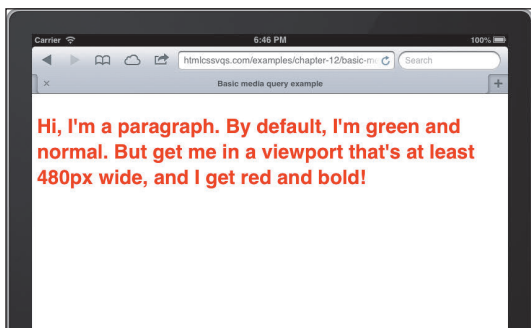 Carrier 6:46 PM 100%
htmlcssvqs.com/examples/chapter-12/basic-m Search
× Basic media query example +
Hi, I'm a paragraph. By default, I'm green and
normal. But get me in a viewport that's at least
480px wide, and I get red and bold!